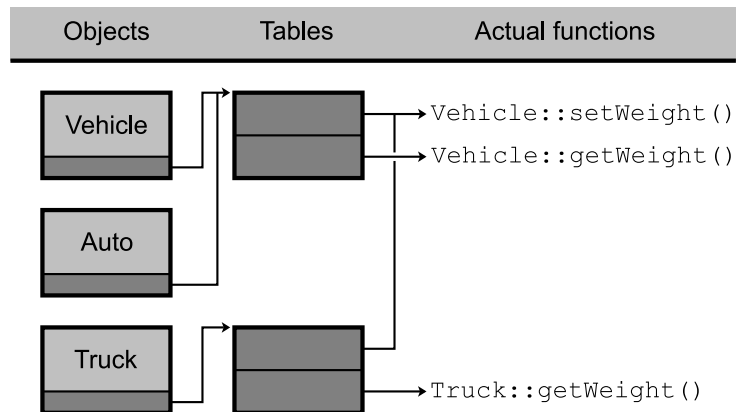 Objects Tables Actual functions
Vehicle
Vehicle::setWeight()
Vehicle::getWeight()
Auto
Truck
Truck::getWeight()